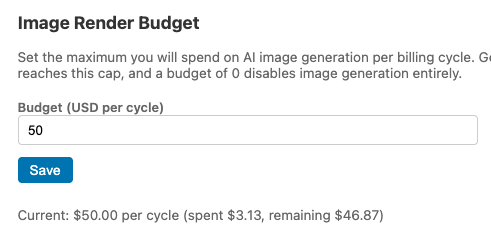 Image Render Budget
Set the maximum you will spend on AI image generation per billing cycle.
reaches this cap, and a budget of 0 disables image generation entirely.
Budget (USD per cycle)
50
Save
Current: $50.00 per cycle (spent $3.13, remaining $46.87)